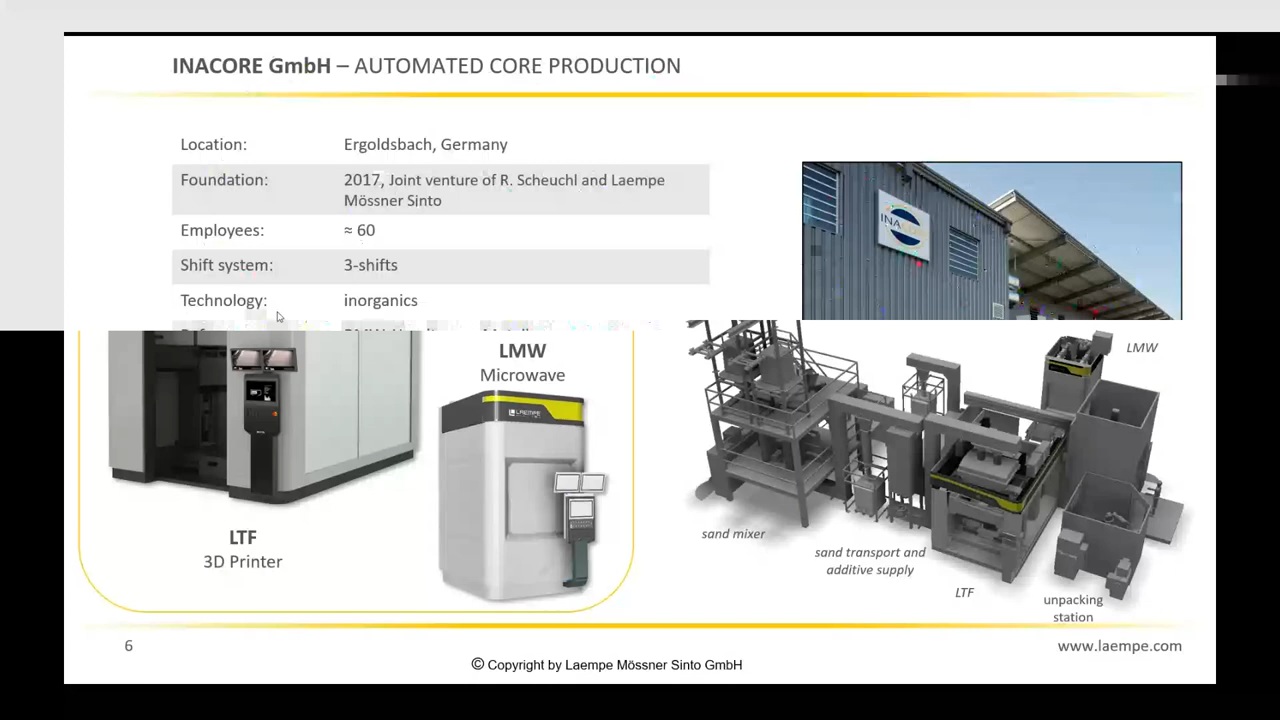 INACORE GmbH – AUTOMATED CORE PRODUCTION
Location: Ergoldsbach, Germany
Foundation: 2017, Joint venture of R. Scheuchl and Laempe
Mössner Sinto
Employees: ≈ 60
Shift system: 3-shifts
Technology: inorganics
INACORE
LMW
Microwave
LAEMPE
LTF
3D Printer
LMW
sand mixer
sand transport and
additive supply
LTF
unpacking
station
6
www.laempe.com
© Copyright by Laempe Mössner Sinto GmbH